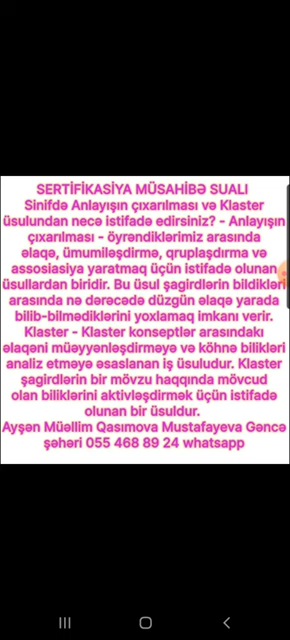 SERTİFİKASİYA MÜSAHİBƏ SUALI
Sinifdə Anlayışın çıxarılması və Klaster
üsulundan necə istifadə edirsiniz? - Anlayışın
çıxarılması - öyrəndiklərimiz arasında
əlaqə, ümumiləşdirmə, qruplaşdırma və
assosiasiya yaratmaq üçün istifadə olunan
üsullardan biridir. Bu üsul şagirdlərin bildikləri
arasında nə dərəcədə düzgün əlaqə yarada
bilib-bilmədiklərini yoxlamaq imkanı verir.
Klaster - Klaster konseptlər arasındakı
əlaqəni müəyyənləşdirməyə və köhnə bilikləri
analiz etməyə əsaslanan iş üsuludur. Klaster
şagirdlərin bir mövzu haqqında mövcud
olan biliklərini aktivləşdirmək üçün istifadə
olunan bir üsuldur.
Ayşən Müəllim Qasımova Mustafayeva Gəncə
şəhəri 055 468 89 24 whatsapp